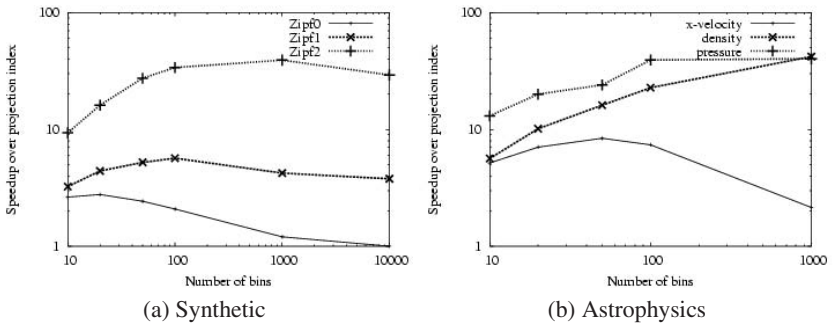 Speedup over projection index
100
10
1
10
100
1000
10000
Number of bins
Zipf0
Zipf1
Zipf2
(a) Synthetic
Speedup over projection index
100
10
1
10
100
1000
Number of bins
x-velocity
density
pressure
(b) Astrophysics